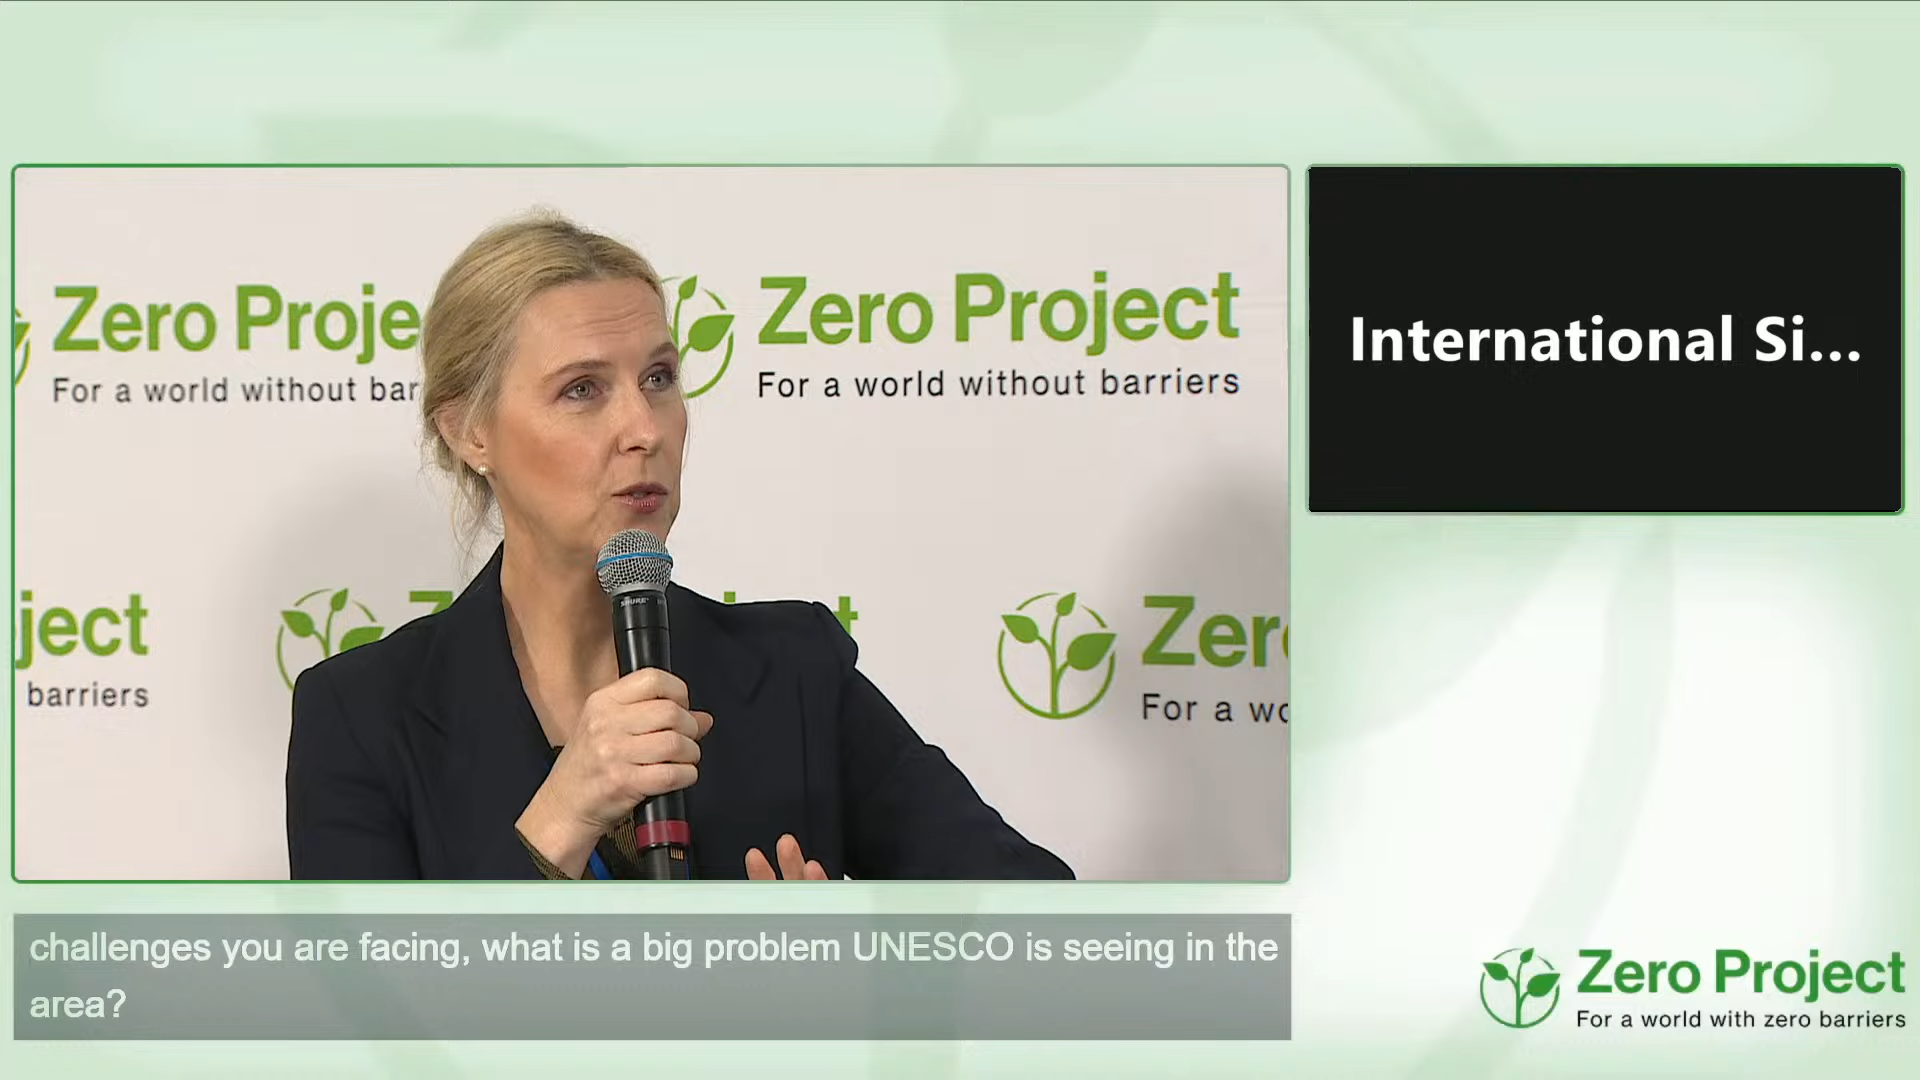 Zero Proje
For a world without bar
Zero Project
For a world without barriers
International Si...
ject
barriers
Z
t
Zer
For a wo
SHURE
challenges you are facing, what is a big problem UNESCO is seeing in the
area?
Zero Project
For a world with zero barriers